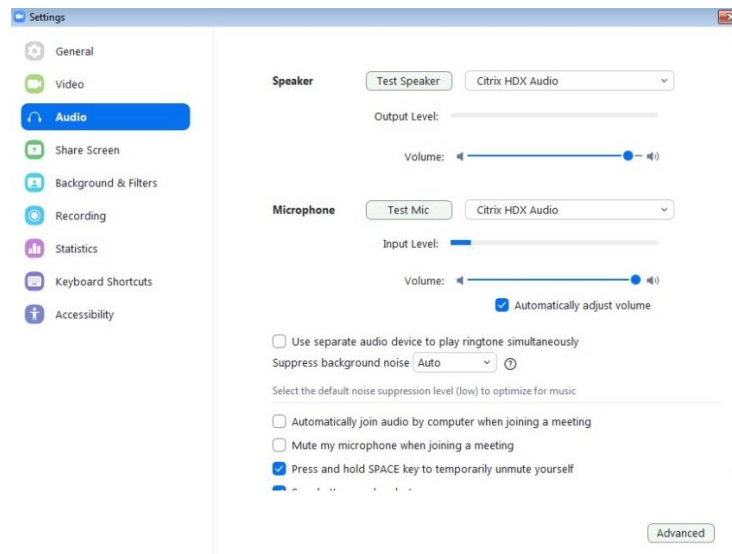 Settings
General
Video
Audio
Share Screen
Background & Filters
Recording
Statistics
Keyboard Shortcuts
Accessibility
Speaker Test Speaker Citrix HDX Audio
Output Level:
Volume:
Microphone Test Mic Citrix HDX Audio
Input Level:
Volume:
Automatically adjust volume
Use separate audio device to play ringtone simultaneously
Suppress background noise Auto
Select the default noise suppression level (low) to optimize for music
Automatically join audio by computer when joining a meeting
Mute my microphone when joining a meeting
Press and hold SPACE key to temporarily unmute yourself
Advanced